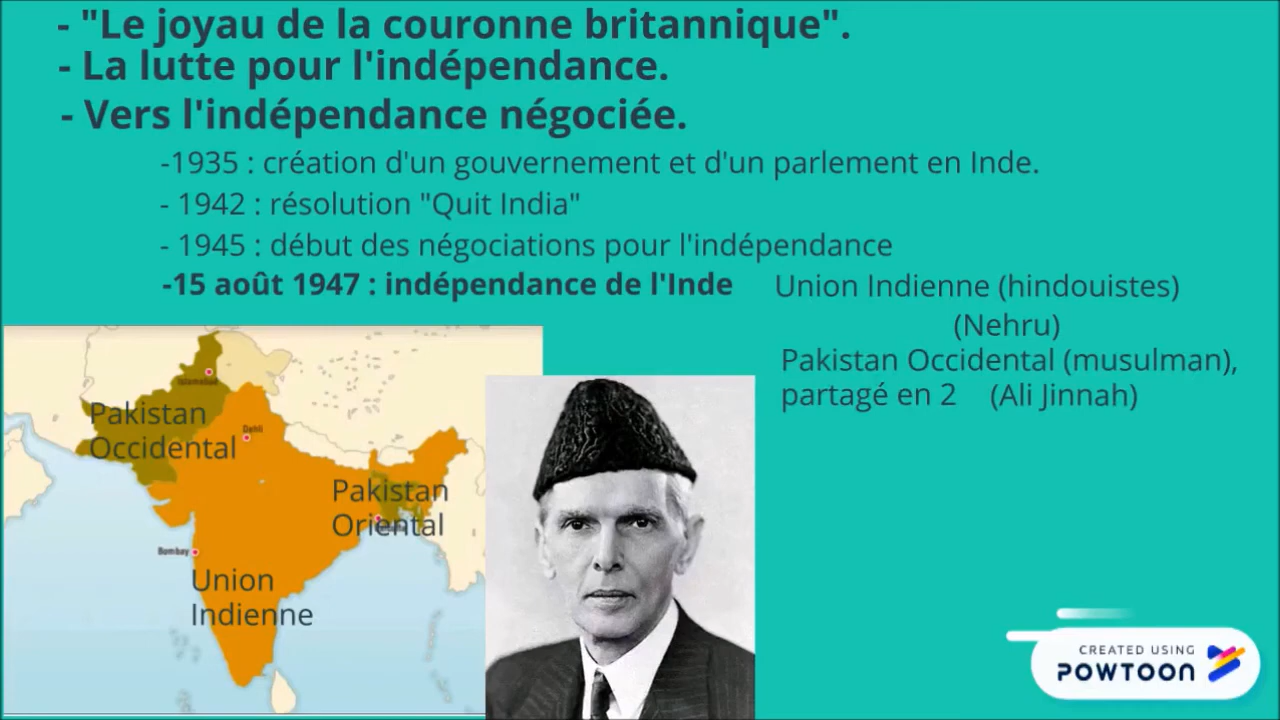 - "Le joyau de la couronne britannique".
- La lutte pour l'indépendance.
- Vers l'indépendance négociée.
-1935 : création d'un gouvernement et d'un parlement en Inde.
- 1942 : résolution "Quit India"
- 1945 : début des négociations pour l'indépendance
-15 août 1947 : indépendance de l'Inde
Union Indienne (hindouistes)
(Nehru)
Pakistan Occidental (musulman),
partagé en 2 (Ali Jinnah)
Islamabad
Pakistan
Occidental
Dehli
Pakistan
Oriental
Bombay
Union
Indienne
CREATED USING
POWTOON